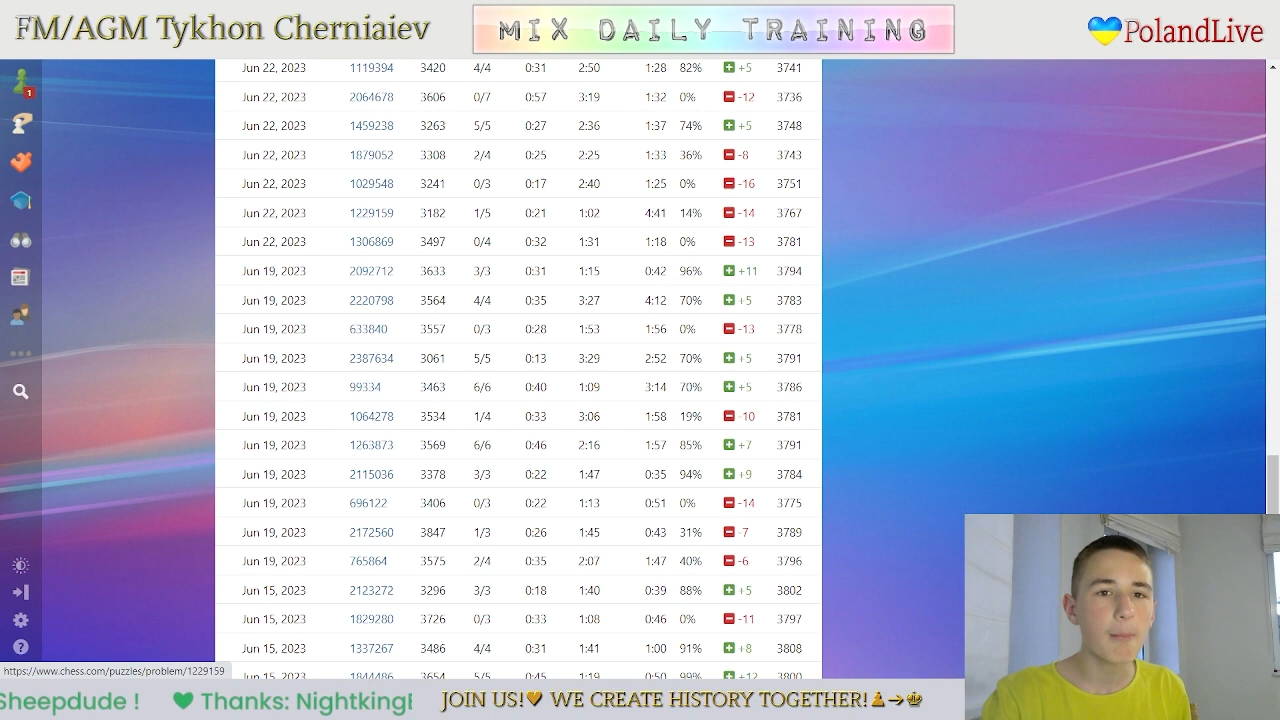 FM/AGM Tykhon Cherniaiev
MIX DAILY TRAINING
PolandLive
1
Jun 22, 2023 1119394 3420 4/4 0:31 2:50 1:28 82% +5 3741
Jun 22, 2023 2064678 3606 0/7 0:57 3:19 1:32 0% -12 3736
Jun 22, 2023 1459238 3263 5/5 0:27 2:36 1:37 74% +5 3748
Jun 22, 2023 1879052 3308 2/4 0:25 2:25 1:33 36% -8 3743
Jun 22, 2023 1029548 3241 0/3 0:17 2:40 1:25 0% -16 3751
Jun 22, 2023 1229159 3182 1/5 0:21 1:02 4:41 14% -14 3767
Jun 22, 2023 1306869 3497 0/4 0:32 1:31 1:18 0% -13 3781
Jun 19, 2023 2092712 3633 3/3 0:31 1:15 0:42 96% +11 3794
Jun 19, 2023 2220798 3564 4/4 0:35 3:27 4:12 70% +5 3783
Jun 19, 2023 633840 3557 0/3 0:28 1:53 1:56 0% -13 3778
Jun 19, 2023 2387634 3061 5/5 0:13 3:29 2:52 70% +5 3791
Jun 19, 2023 99334 3463 6/6 0:40 1:09 3:14 70% +5 3786
Jun 19, 2023 1064278 3534 1/4 0:33 3:06 1:58 19% -10 3781
Jun 19, 2023 1263873 3569 6/6 0:46 2:16 1:57 85% +7 3791
Jun 19, 2023 2115036 3378 3/3 0:22 1:47 0:35 94% +9 3784
Jun 19, 2023 696122 3406 0/3 0:22 1:13 0:51 0% -14 3775
Jun 19, 2023 2172560 3847 1/3 0:26 1:45 0:43 31% -7 3789
Jun 19, 2023 765864 3575 2/4 0:35 2:07 1:47 40% -6 3796
Jun 15, 2023 2123272 3296 3/3 0:18 1:40 0:39 88% +5 3802
Jun 15, 2023 1829280 3726 0/3 0:33 1:08 0:46 0% -11 3797
Jun 15, 2023 1337267 3486 4/4 0:31 1:41 1:00 91% +8 3808
Jun 15, 2023 1844486 3654 5/5 0:45 1:19 0:50 99% +12 3800
https://www.chess.com/puzzles/problem/1229159
Sheepdude ! Thanks: Nightking
JOIN US! WE CREATE HISTORY TOGETHER!